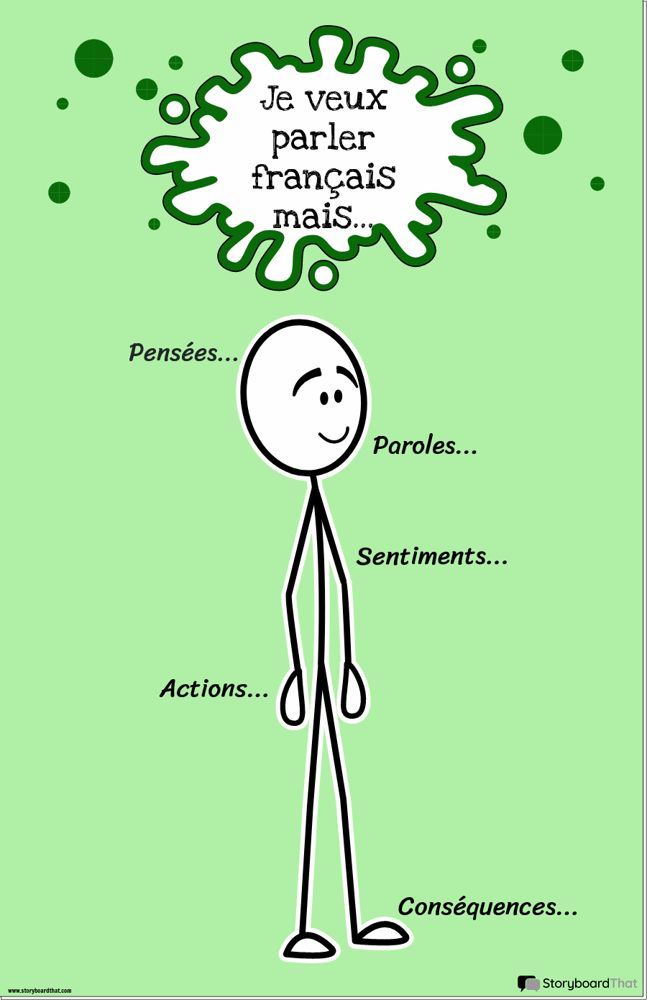 Je veux
parler
français
mais...
Pensées...
Paroles...
Sentiments...
Actions...
Conséquences...
www.storyboardthat.com
StoryboardThat